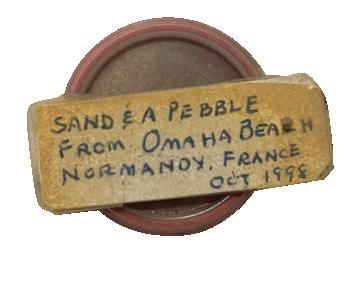 SAND & A PEBBLE
FROM OMAHA BEACH
NORMANDY, FRANCE
OCT 1998